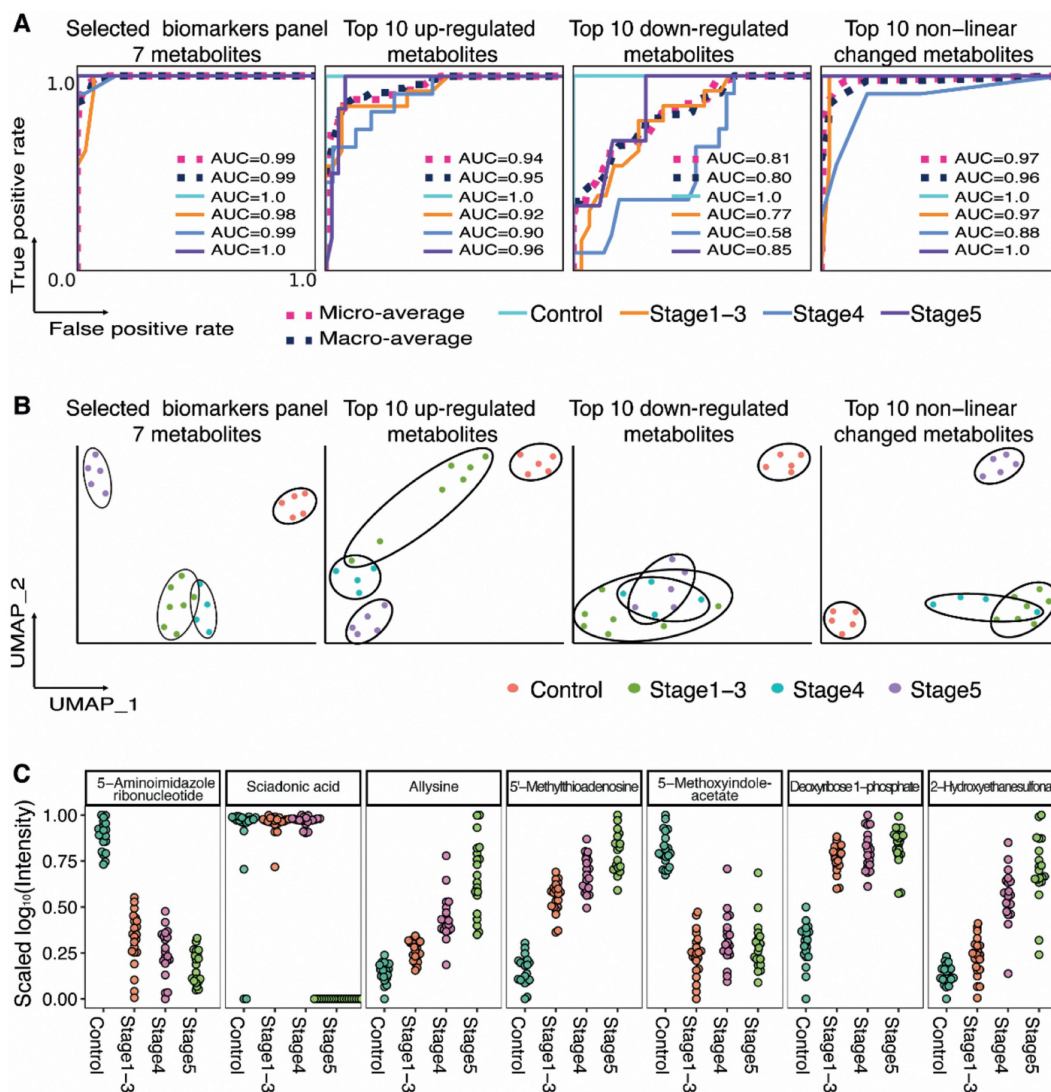 A
Selected biomarkers panel
7 metabolites
Top 10 up-regulated
metabolites
Top 10 down-regulated
metabolites
Top 10 non-linear
changed metabolites
True positive rate
1.0
0.0
1.0
False positive rate
AUC=0.99
AUC=0.99
AUC=1.0
AUC=0.98
AUC=0.99
AUC=1.0
AUC=0.94
AUC=0.95
AUC=1.0
AUC=0.92
AUC=0.90
AUC=0.96
AUC=0.81
AUC=0.80
AUC=1.0
AUC=0.77
AUC=0.58
AUC=0.85
AUC=0.97
AUC=0.96
AUC=1.0
AUC=0.97
AUC=0.88
AUC=1.0
Micro-average
Macro-average
Control
Stage1-3
Stage4
Stage5
B
Selected biomarkers panel
7 metabolites
Top 10 up-regulated
metabolites
Top 10 down-regulated
metabolites
Top 10 non-linear
changed metabolites
UMAP_2
UMAP_1
Control
Stage1-3
Stage4
Stage5
C
5-Aminoimidazole
ribonucleotide
Sciadonic acid
Allysine
5'-Methylthioadenosine
5-Methoxyindole-
acetate
Deoxyribose 1-phosphate
2-Hydroxyethanesulfona
Scaled log₁₀(Intensity)
1.00
0.75
0.50
0.25
0.00
Control
Stage1-3
Stage4
Stage5
Control
Stage1-3
Stage4
Stage5
Control
Stage1-3
Stage4
Stage5
Control
Stage1-3
Stage4
Stage5
Control
Stage1-3
Stage4
Stage5
Control
Stage1-3
Stage4
Stage5
Control
Stage1-3
Stage4
Stage5